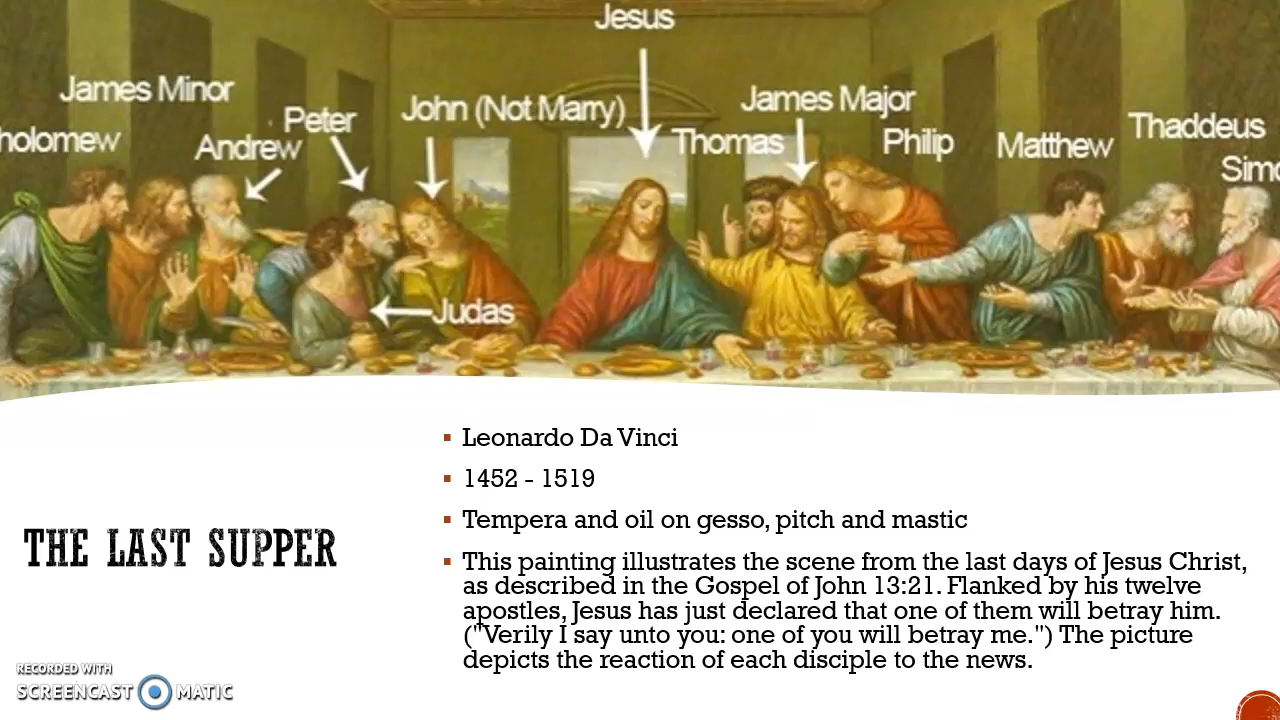 Jesus
James Minor
Peter
John (Not Marry)
James Major
Thaddeus
holomew
Andrew
Thomas
Philip
Matthew
Simo
Judas
Leonardo Da Vinci
1452 - 1519
Tempera and oil on gesso, pitch and mastic
THE LAST SUPPER
This painting illustrates the scene from the last days of Jesus Christ,
as described in the Gospel of John 13:21. Flanked by his twelve
apostles, Jesus has just declared that one of them will betray him.
("Verily I say unto you: one of you will betray me.") The picture
depicts the reaction of each disciple to the news.
RECORDED WITH
SCREENCAST MATIC